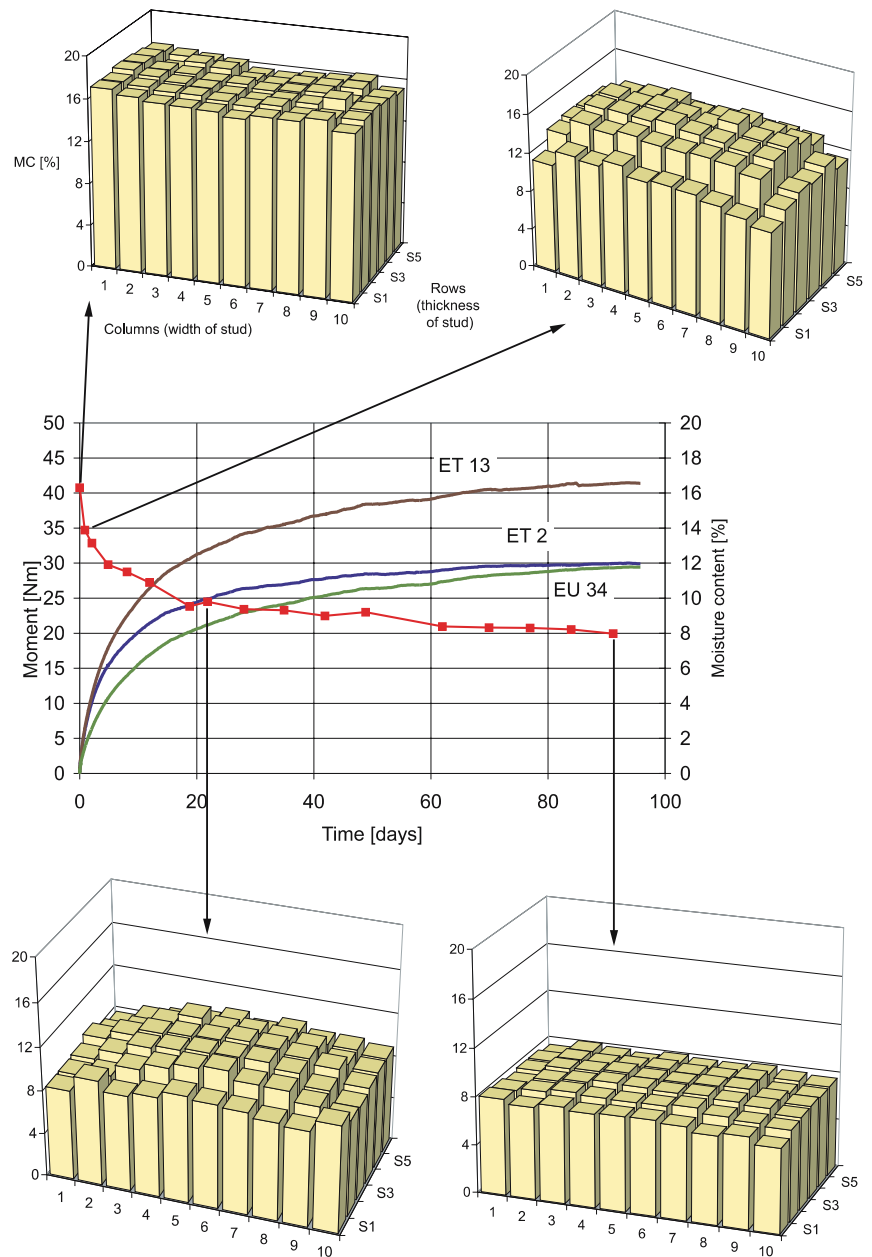 20
16
12
8
4
0
MC [%]
1 2 3 4 5 6 7 8 9 10
S1 S3 S5
Columns (width of stud)
Rows
(thickness
of stud)
20
16
12
8
4
0
1 2 3 4 5 6 7 8 9 10
S1 S3 S5
50
45
40
35
30
25
20
15
10
5
0
Moment [Nm]
ET 13
ET 2
EU 34
20
18
16
14
12
10
8
6
4
2
0
Moisture content [%]
0 20 40 60 80 100
Time [days]
20
16
12
8
4
0
1 2 3 4 5 6 7 8 9 10
S1 S3 S5
20
16
12
8
4
0
1 2 3 4 5 6 7 8 9 10
S1 S3 S5